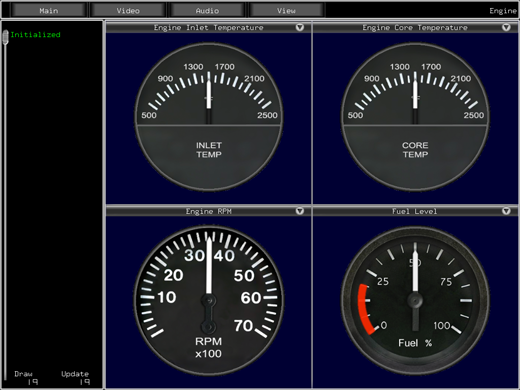 Main Video Audio View Engine
Initialized
Engine Inlet Temperature
500 900 1300 1700 2100 2500
°F
INLET
TEMP
Engine Core Temperature
500 900 1300 1700 2100 2500
°F
CORE
TEMP
Engine RPM
10 20 30 40 50 60 70
RPM
x100
Fuel Level
0 25 50 75 100
Fuel %
Draw Update
19 19